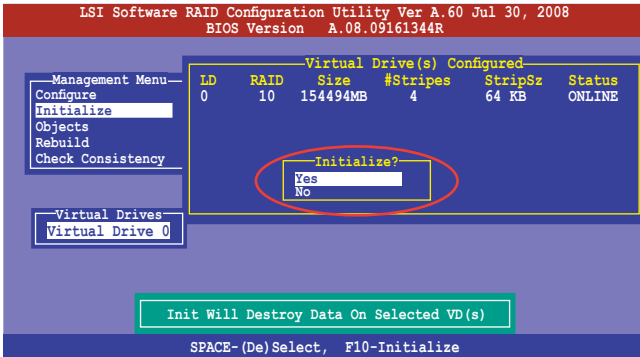 LSI Software RAID Configuration Utility Ver A.60 Jul 30, 2008
BIOS Version A.08.09161344R
Virtual Drive(s) Configured
LD RAID Size #Stripes StripSz Status
0 10 154494MB 4 64 KB ONLINE
Management Menu
Configure
Initialize
Objects
Rebuild
Check Consistency
Initialize?
Yes
No
Virtual Drives
Virtual Drive 0
Init Will Destroy Data On Selected VD(s)
SPACE-(De)Select, F10-Initialize